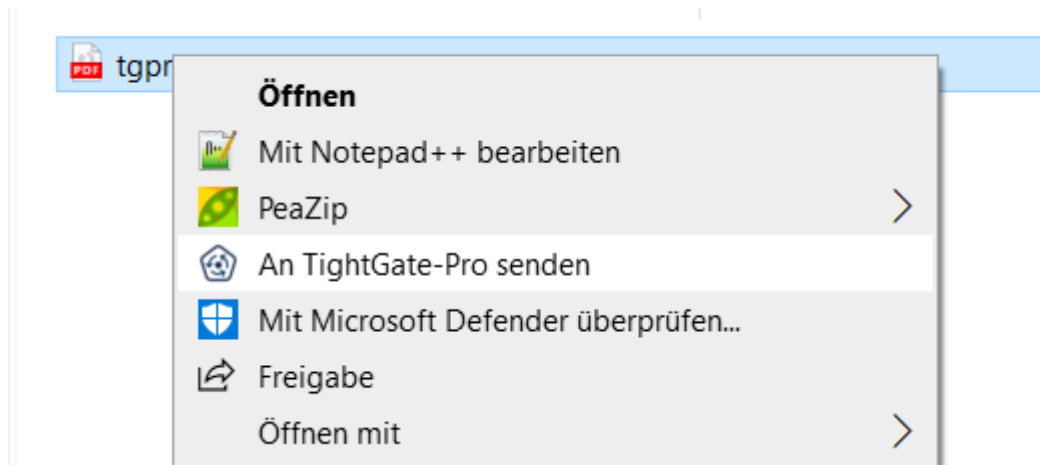 tgpr
Öffnen
Mit Notepad++ bearbeiten
PeaZip
An TightGate-Pro senden
Mit Microsoft Defender überprüfen...
Freigabe
Öffnen mit